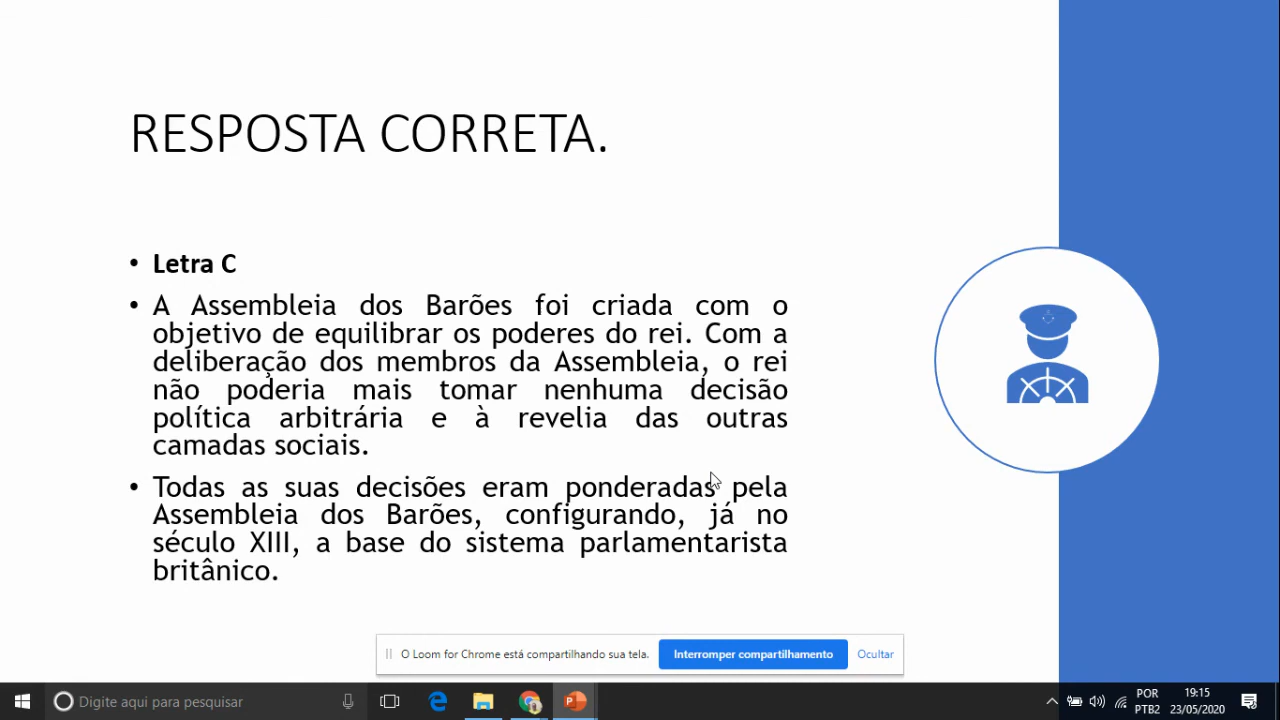 RESPOSTA CORRETA.
• Letra C
• A Assembleia dos Barões foi criada com o
objetivo de equilibrar os poderes do rei. Com a
deliberação dos membros da Assembleia, o rei
não poderia mais tomar nenhuma decisão
política arbitrária e à revelia das outras
camadas sociais.
• Todas as suas decisões eram ponderadas pela
Assembleia dos Barões, configurando, já no
século XIII, a base do sistema parlamentarista
britânico.
O Loom for Chrome está compartilhando sua tela.
Interromper compartilhamento
Ocultar
Digite aqui para pesquisar
POR
PTB2
19:15
23/05/2020